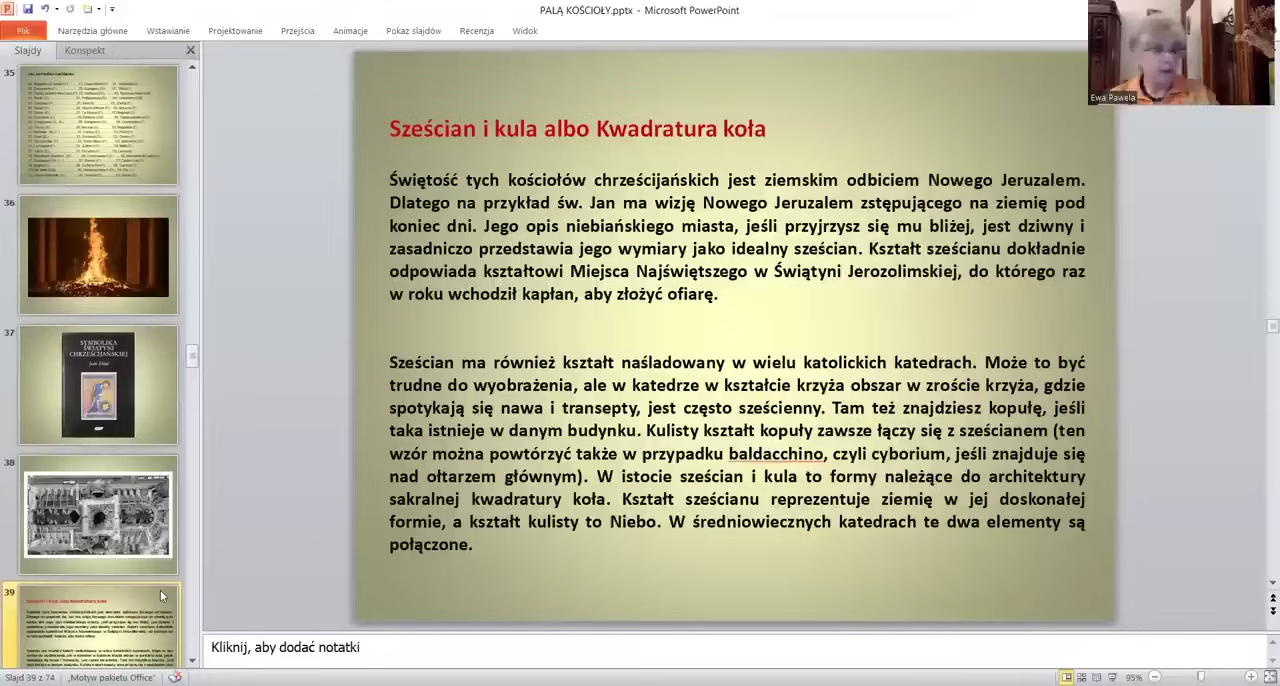 PALĄ KOŚCIOŁY.pptx - Microsoft PowerPoint
Plik Narzędzia główne Wstawianie Projektowanie Przejścia Animacje Pokaz slajdów Recenzja Widok
Slajdy Konspekt
Ewa Pawela
35
36
37
SYMBOLIKA
ŚWIĄTYNI
CHRZEŚCIJAŃSKIEJ
Jean Hani
38
39
Sześcian i kula albo Kwadratura koła
Świętość tych kościołów chrześcijańskich jest ziemskim odbiciem Nowego Jeruzalem.
Dlatego na przykład św. Jan ma wizję Nowego Jeruzalem zstępującego na ziemię pod
koniec dni. Jego opis niebiańskiego miasta, jeśli przyjrzysz się mu bliżej, jest dziwny i
zasadniczo przedstawia jego wymiary jako idealny sześcian. Kształt sześcianu dokładnie
odpowiada kształtowi Miejsca Najświętszego w Świątyni Jerozolimskiej, do którego raz
w roku wchodził kapłan, aby złożyć ofiarę.
Sześcian ma również kształt naśladowany w wielu katolickich katedrach. Może to być
trudne do wyobrażenia, ale w katedrze w kształcie krzyża obszar w zroście krzyża, gdzie
spotykają się nawa i transepty, jest często sześcienny. Tam też znajdziesz kopułę, jeśli
taka istnieje w danym budynku. Kulisty kształt kopuły zawsze łączy się z sześcianem (ten
wzór można powtórzyć także w przypadku baldacchino, czyli cyborium, jeśli znajduje się
nad ołtarzem głównym). W istocie sześcian i kula to formy należące do architektury
sakralnej kwadratury koła. Kształt sześcianu reprezentuje ziemię w jej doskonałej
formie, a kształt kulisty to Niebo. W średniowiecznych katedrach te dwa elementy są
połączone.
Kliknij, aby dodać notatki
Slajd 39 z 74 „Motyw pakietu Office" 95%